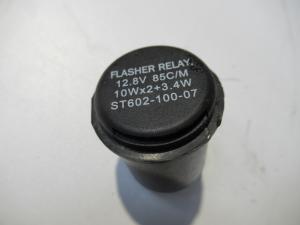 FLASHER RELAY
12.8V 85C/M
10Wx2+3.4W
ST602-100-07